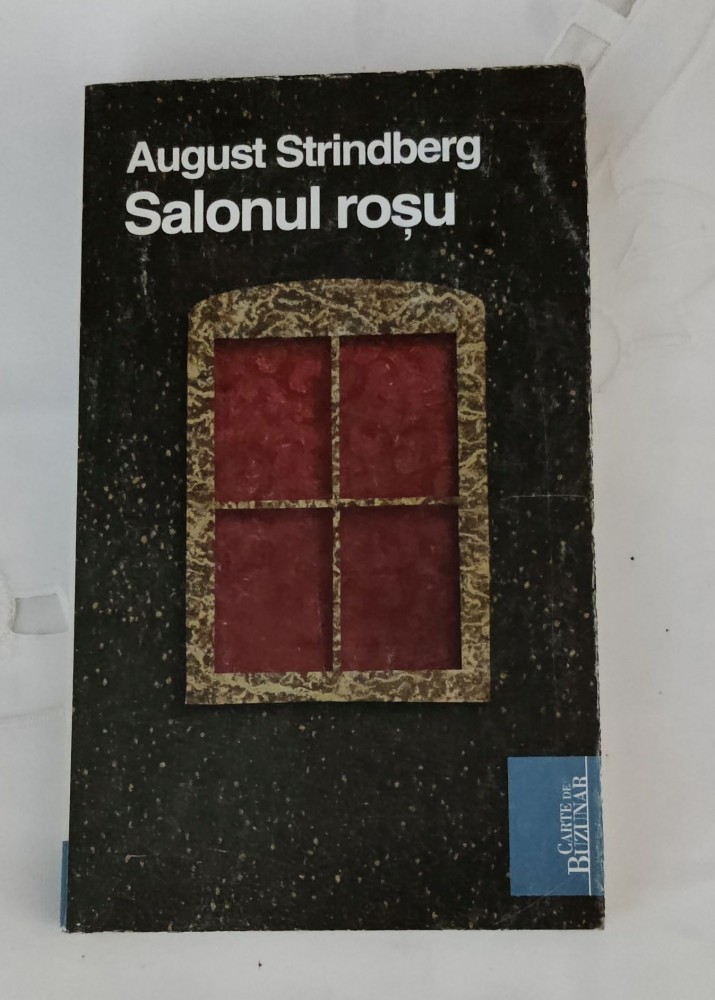 August Strindberg
Salonul roșu
CARTE DE
BUZUNAR